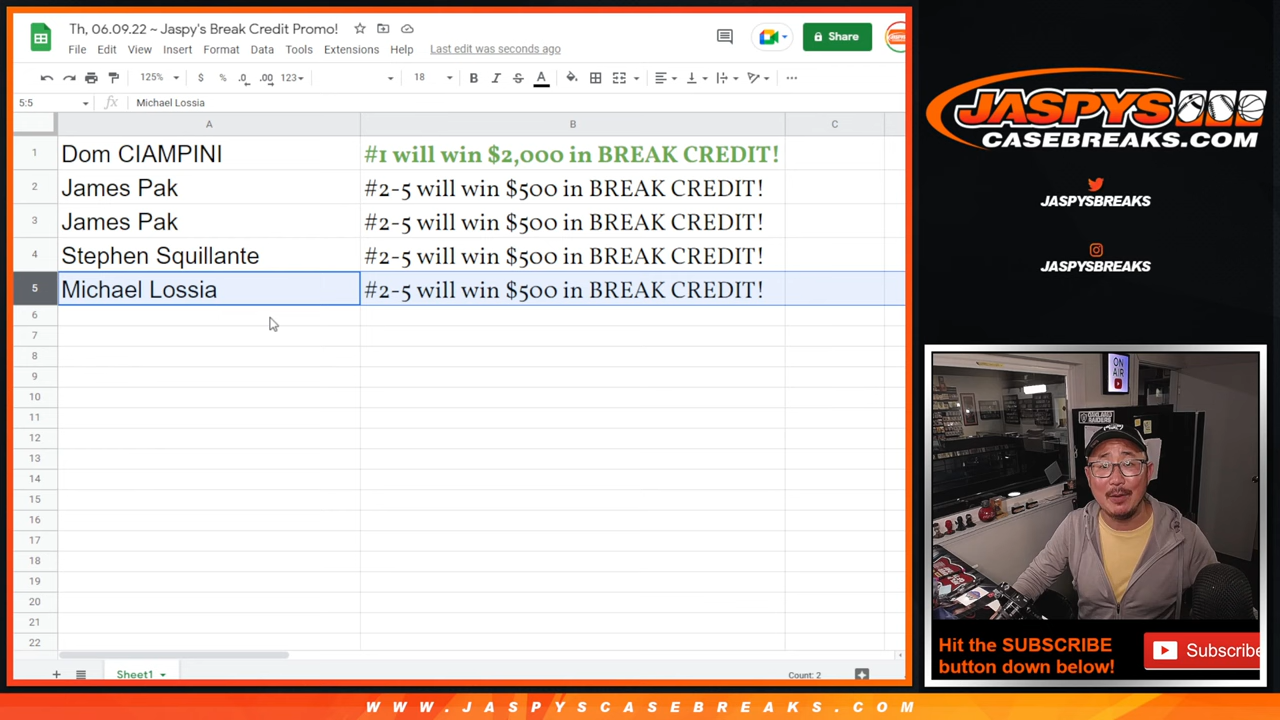 Th, 06.09.22 ~ Jaspy's Break Credit Promo!
File Edit View Insert Format Data Tools Extensions Help Last edit was seconds ago
Share
125% $ % .0 .00 123 18 B I S A
5:5 fx Michael Lossia
A B C
1 Dom CIAMPINI #1 will win $2,000 in BREAK CREDIT!
2 James Pak #2-5 will win $500 in BREAK CREDIT!
3 James Pak #2-5 will win $500 in BREAK CREDIT!
4 Stephen Squillante #2-5 will win $500 in BREAK CREDIT!
5 Michael Lossia #2-5 will win $500 in BREAK CREDIT!
6
7
8
9
10
11
12
13
14
15
16
17
18
19
20
21
22
Sheet1 Count: 2
JASPYS
CASEBREAKS.COM
JASPYSBREAKS
JASPYSBREAKS
ON
AIR
Hit the SUBSCRIBE
button down below!
Subscribe
WWW.JASPYSCASEBREAKS.COM